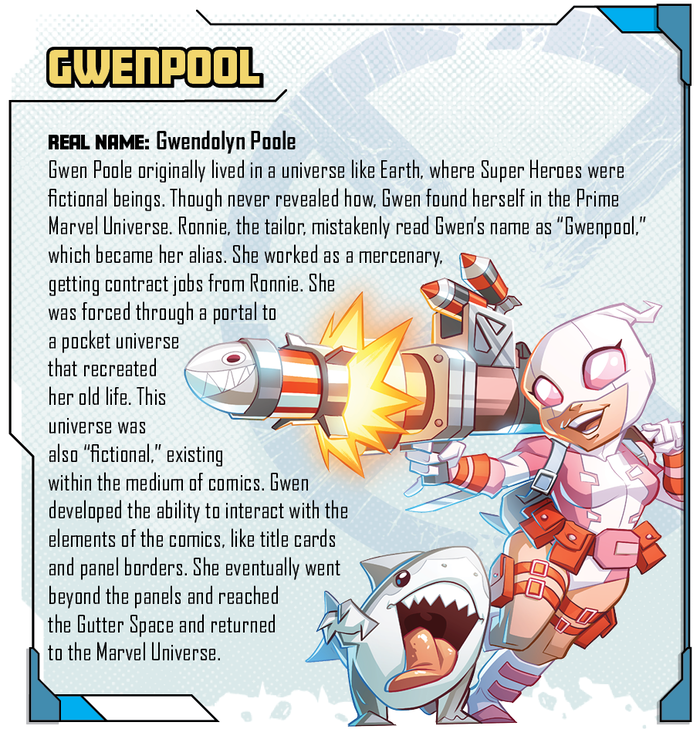 GWENPOOL
REAL NAME: Gwendolyn Poole
Gwen Poole originally lived in a universe like Earth, where Super Heroes were
fictional beings. Though never revealed how, Gwen found herself in the Prime
Marvel Universe. Ronnie, the tailor, mistakenly read Gwen's name as “Gwenpool,”
which became her alias. She worked as a mercenary,
getting contract jobs from Ronnie. She
was forced through a portal to
a pocket universe
that recreated
her old life. This
universe was
also “fictional,” existing
within the medium of comics. Gwen
developed the ability to interact with the
elements of the comics, like title cards
and panel borders. She eventually went
beyond the panels and reached
the Gutter Space and returned
to the Marvel Universe.